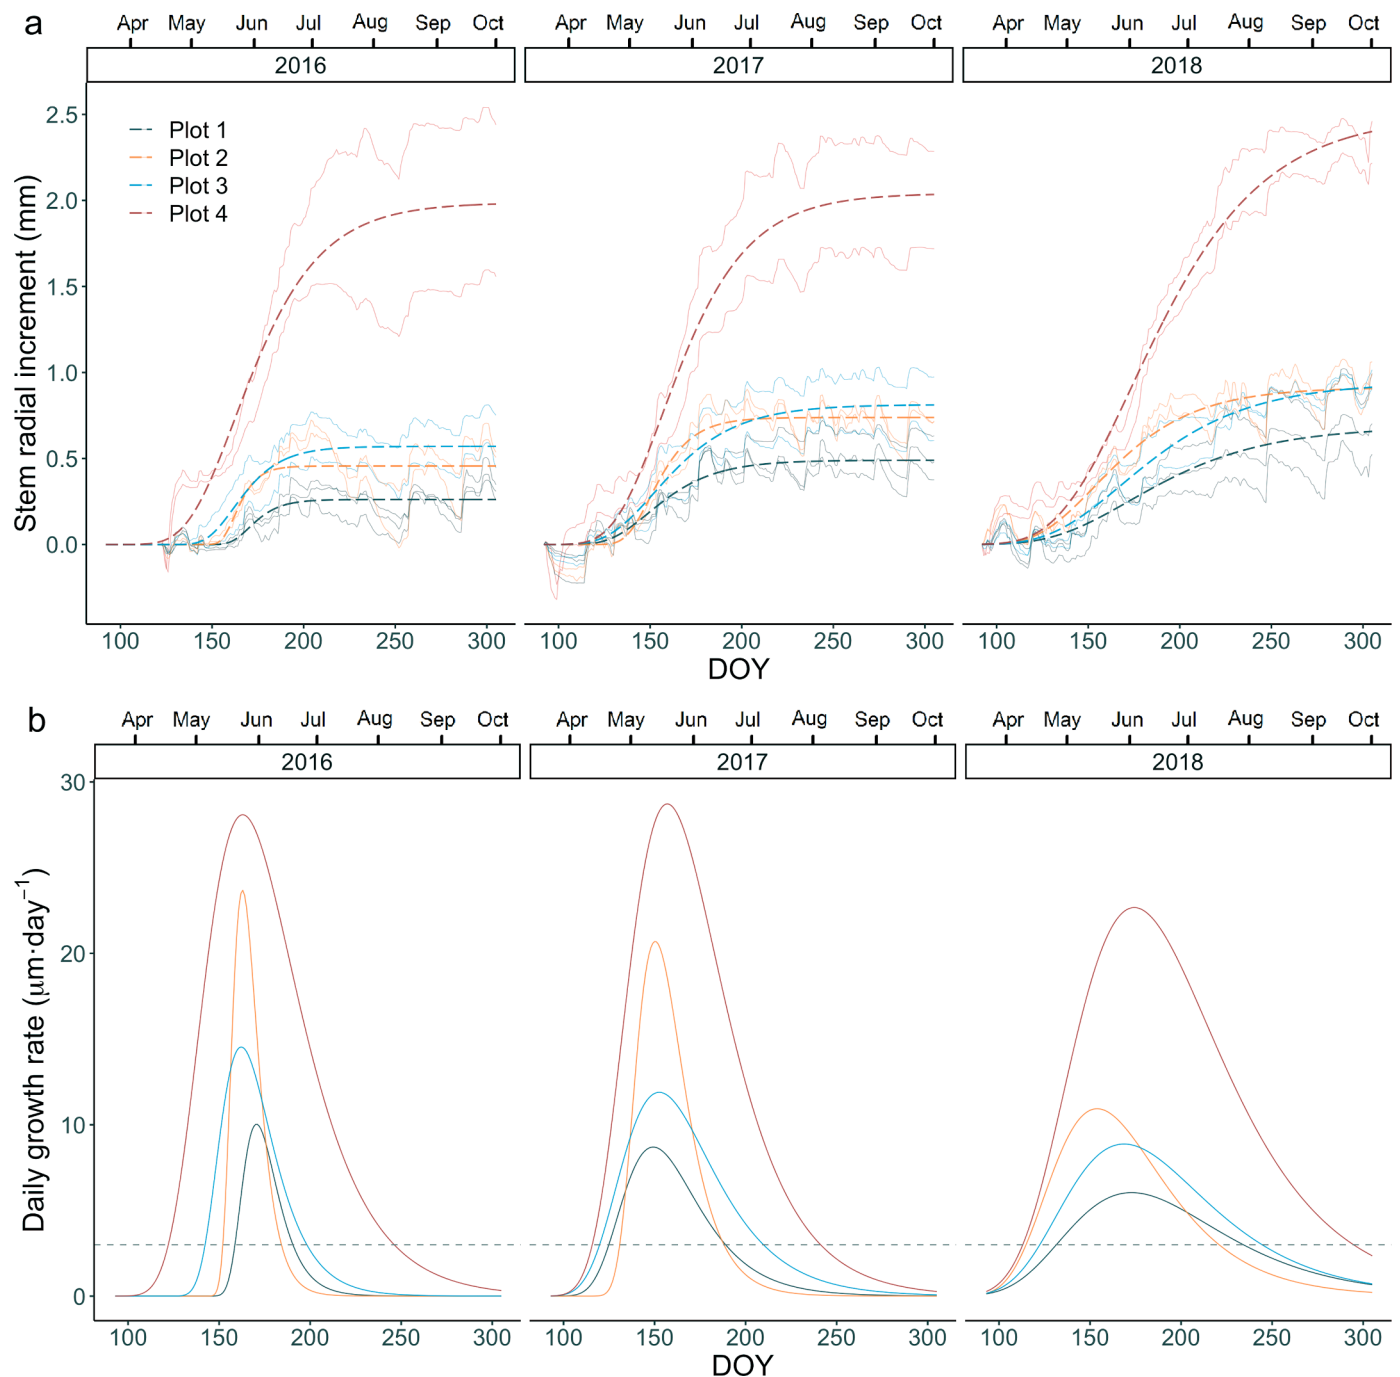 a
Apr May Jun Jul Aug Sep Oct Apr May Jun Jul Aug Sep Oct Apr May Jun Jul Aug Sep Oct
2016 2017 2018
Stem radial increment (mm)
2.5
2.0
1.5
1.0
0.5
0.0
Plot 1
Plot 2
Plot 3
Plot 4
100 150 200 250 300 100 150 200 250 300 100 150 200 250 300
DOY
b
Apr May Jun Jul Aug Sep Oct Apr May Jun Jul Aug Sep Oct Apr May Jun Jul Aug Sep Oct
2016 2017 2018
Daily growth rate (μm·day⁻¹)
30
20
10
0
100 150 200 250 300 100 150 200 250 300 100 150 200 250 300
DOY